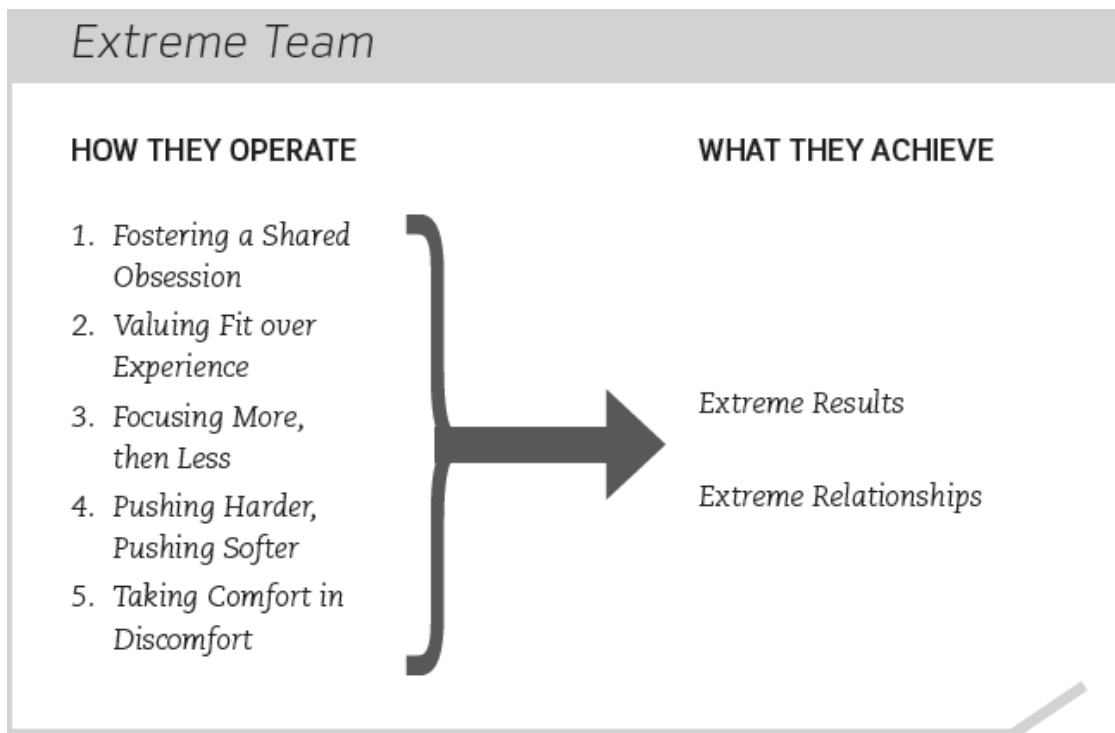 Extreme Team
HOW THEY OPERATE
1. Fostering a Shared
Obsession
2. Valuing Fit over
Experience
3. Focusing More,
then Less
4. Pushing Harder,
Pushing Softer
5. Taking Comfort in
Discomfort
WHAT THEY ACHIEVE
Extreme Results
Extreme Relationships